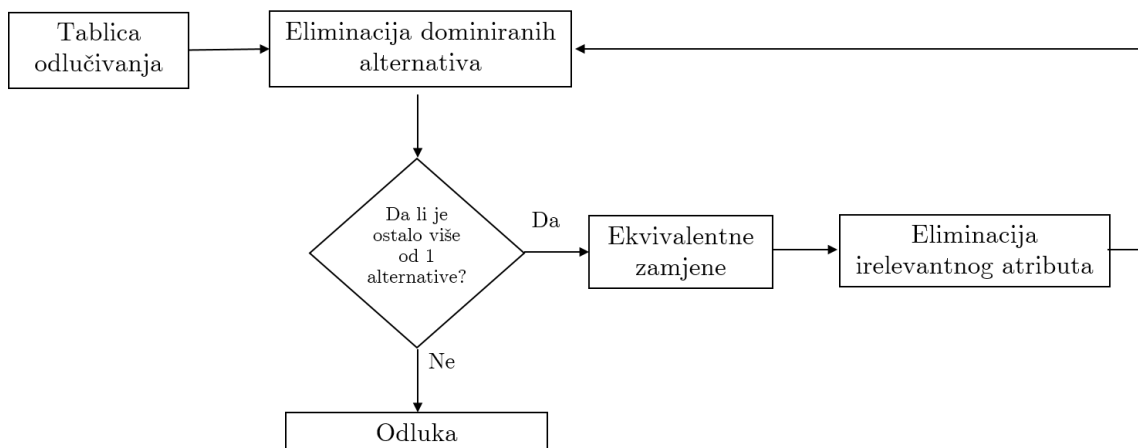 Tablica
odlučivanja
Eliminacija dominiranih
alternativa
Da li je
ostalo više
od 1
alternative?
Da
Ekvivalentne
zamjene
Eliminacija
irelevantnog atributa
Ne
Odluka